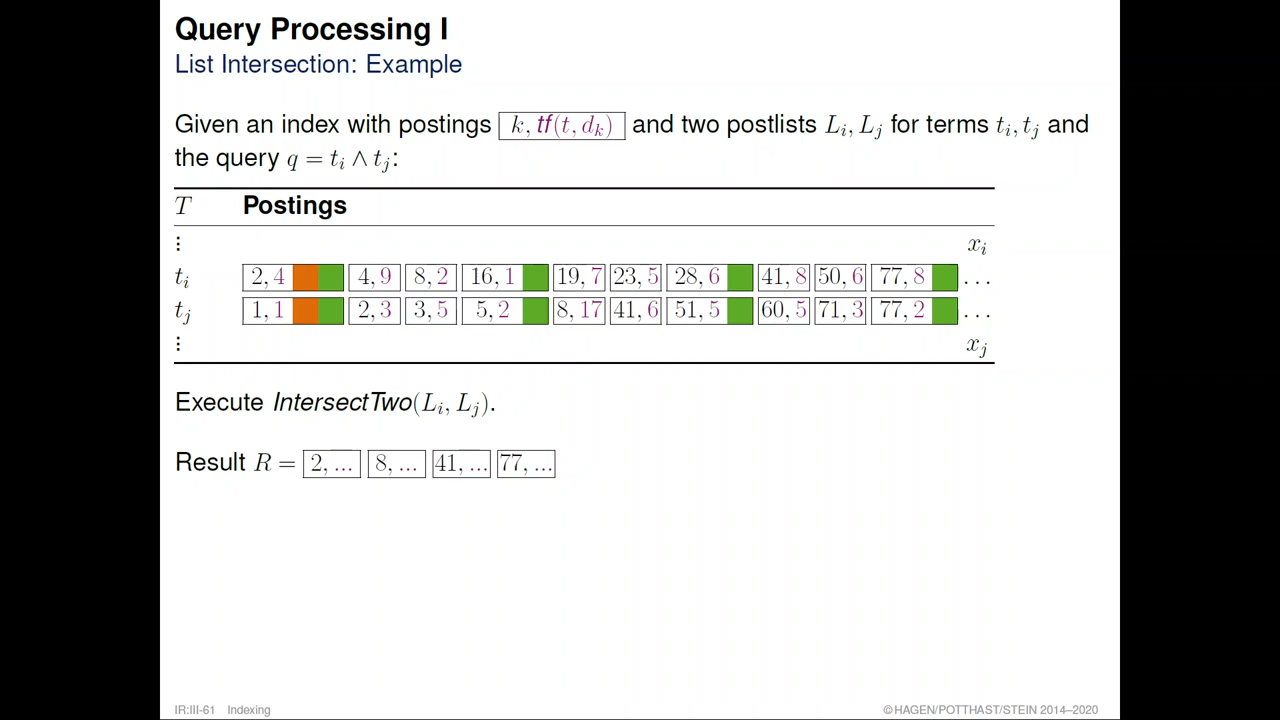 Query Processing I
List Intersection: Example
Given an index with postings k, tf(t, d_k) and two postlists L_i, L_j for terms t_i, t_j and
the query q = t_i ∧ t_j:
T Postings
⋮ x_i
t_i 2, 4 4, 9 8, 2 16, 1 19, 7 23, 5 28, 6 41, 8 50, 6 77, 8 ...
t_j 1, 1 2, 3 3, 5 5, 2 8, 17 41, 6 51, 5 60, 5 71, 3 77, 2 ...
⋮ x_j
Execute IntersectTwo(L_i, L_j).
Result R = 2, ... 8, ... 41, ... 77, ...
IR:III-61 Indexing © HAGEN/POTTHAST/STEIN 2014–2020